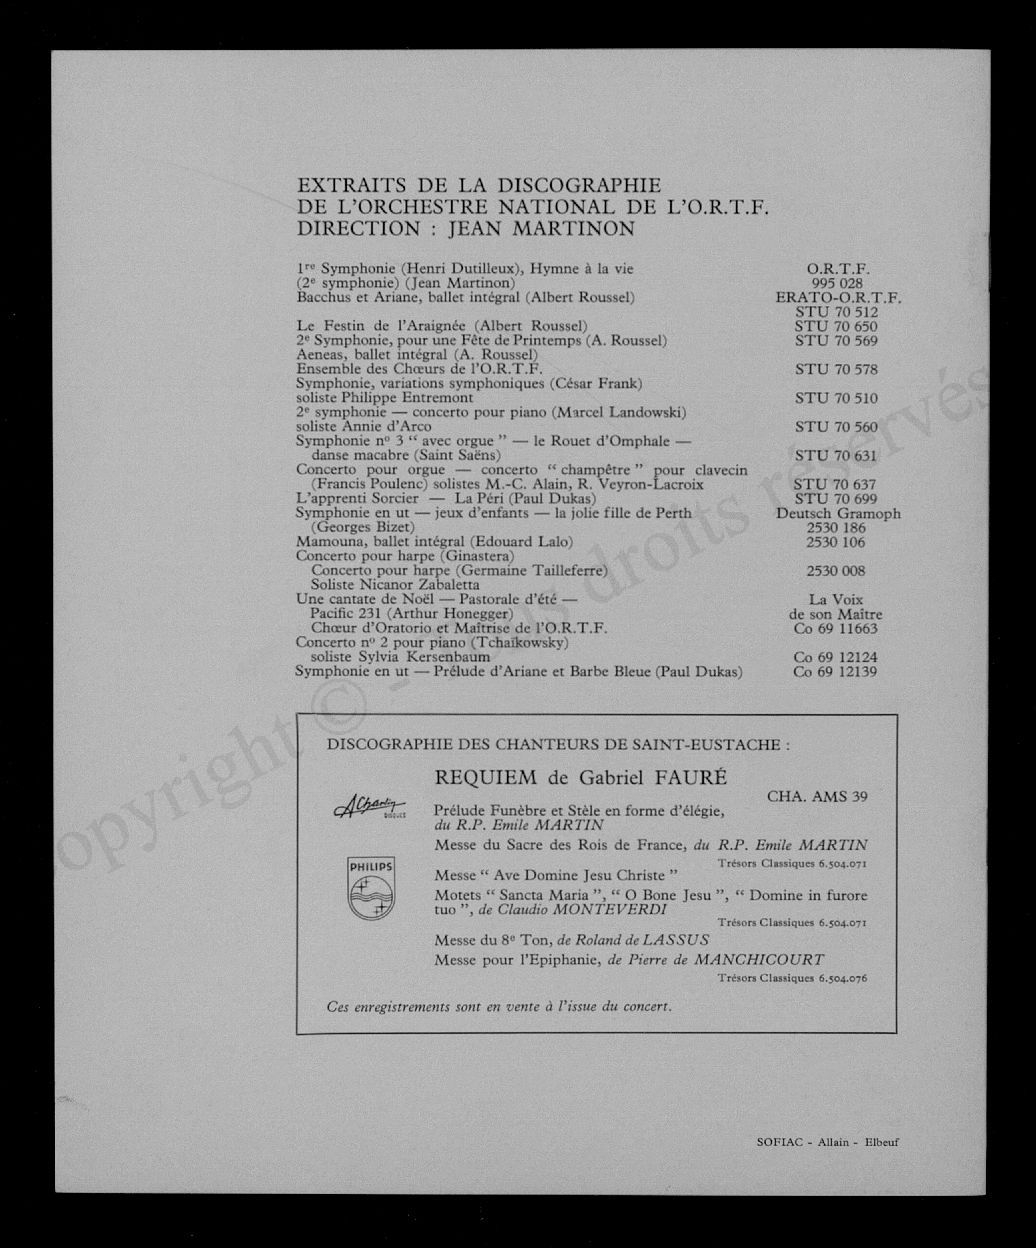 EXTRAITS DE LA DISCOGRAPHIE
DE L'ORCHESTRE NATIONAL DE L'O.R.T.F.
DIRECTION : JEAN MARTINON
1re Symphonie (Henri Dutilleux), Hymne à la vie O.R.T.F.
(2e symphonie) (Jean Martinon) 995 028
Bacchus et Ariane, ballet intégral (Albert Roussel) ERATO-O.R.T.F.
STU 70 512
Le Festin de l'Araignée (Albert Roussel) STU 70 650
2e Symphonie, pour une Fête de Printemps (A. Roussel) STU 70 569
Aeneas, ballet intégral (A. Roussel)
Ensemble des Chœurs de l'O.R.T.F. STU 70 578
Symphonie, variations symphoniques (César Frank)
soliste Philippe Entremont STU 70 510
2e symphonie — concerto pour piano (Marcel Landowski)
soliste Annie d'Arco STU 70 560
Symphonie no 3 “ avec orgue ” — le Rouet d'Omphale —
danse macabre (Saint Saëns) STU 70 631
Concerto pour orgue — concerto “ champêtre ” pour clavecin
(Francis Poulenc) solistes M.-C. Alain, R. Veyron-Lacroix STU 70 637
L'apprenti Sorcier — La Péri (Paul Dukas) STU 70 699
Symphonie en ut — jeux d'enfants — la jolie fille de Perth Deutsch Gramoph
(Georges Bizet) 2530 186
Mamouna, ballet intégral (Edouard Lalo) 2530 106
Concerto pour harpe (Ginastera)
Concerto pour harpe (Germaine Tailleferre) 2530 008
Soliste Nicanor Zabaletta
Une cantate de Noël — Pastorale d'été — La Voix
Pacific 231 (Arthur Honegger) de son Maître
Chœur d'Oratorio et Maîtrise de l'O.R.T.F. Co 69 11663
Concerto no 2 pour piano (Tchaïkowsky)
soliste Sylvia Kersenbaum Co 69 12124
Symphonie en ut — Prélude d'Ariane et Barbe Bleue (Paul Dukas) Co 69 12139
DISCOGRAPHIE DES CHANTEURS DE SAINT-EUSTACHE :
REQUIEM de Gabriel FAURÉ
CHA. AMS 39
ACharlin
DISQUES
Prélude Funèbre et Stèle en forme d'élégie,
du R.P. Emile MARTIN
Messe du Sacre des Rois de France, du R.P. Emile MARTIN
Trésors Classiques 6.504.071
PHILIPS
Messe “ Ave Domine Jesu Christe ”
Motets “ Sancta Maria ”, “ O Bone Jesu ”, “ Domine in furore
tuo ”, de Claudio MONTEVERDI
Trésors Classiques 6.504.071
Messe du 8e Ton, de Roland de LASSUS
Messe pour l'Epiphanie, de Pierre de MANCHICOURT
Trésors Classiques 6.504.076
Ces enregistrements sont en vente à l'issue du concert.
SOFIAC - Allain - Elbeuf
opyright © - Tous droits réservés